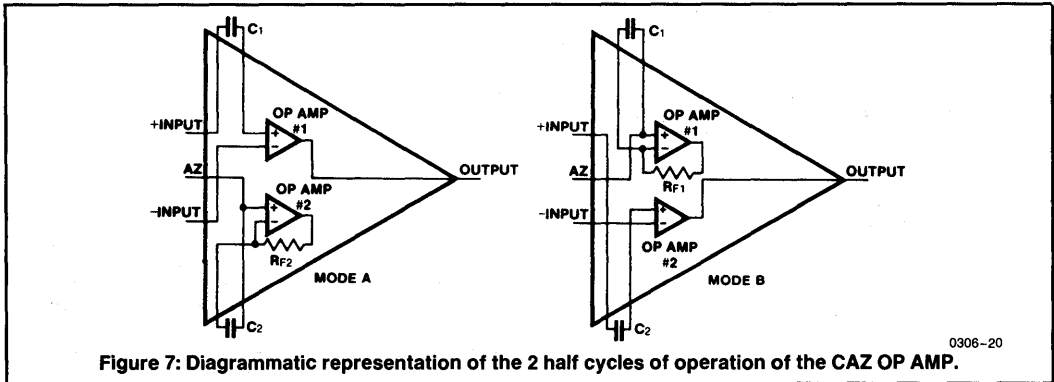 C1
+INPUT
OP AMP
#1
AZ
OUTPUT
OP AMP
#2
-INPUT
RF2
MODE A
C2
C1
+INPUT
OP AMP
#1
AZ
RF1
OUTPUT
-INPUT
OP AMP
#2
MODE B
C2
0306-20
Figure 7: Diagrammatic representation of the 2 half cycles of operation of the CAZ OP AMP.